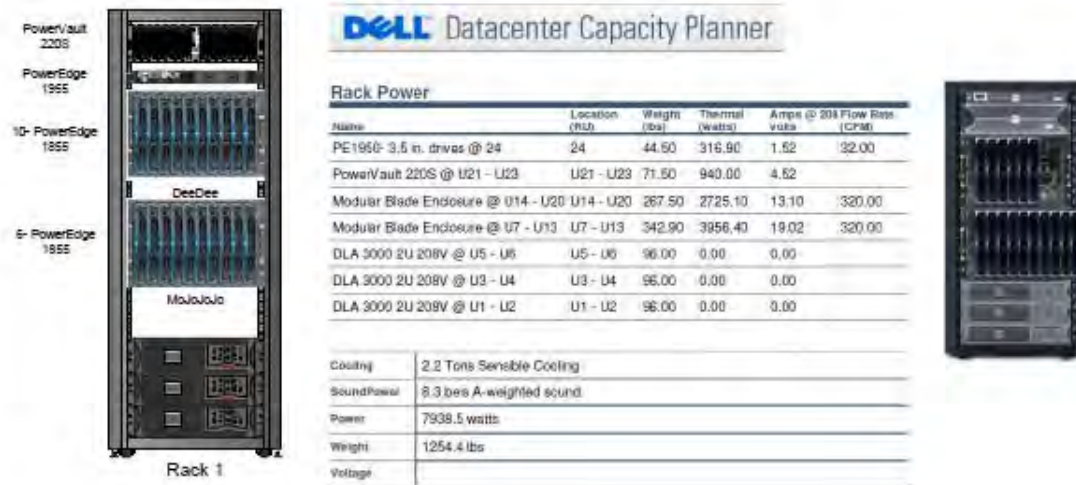 PowerVault
220S
PowerEdge
1955
10- PowerEdge
1855
DeeDee
6- PowerEdge
1855
MoJoJoJo
Rack 1
DELL Datacenter Capacity Planner
Rack Power
Name Location (RU) Weight (lbs) Thermal (watts) Amps @ 208 volts Flow Rate (CFM)
PE1950- 3.5 in. drives @ 24 24 44.50 316.90 1.52 32.00
PowerVault 220S @ U21 - U23 U21 - U23 71.50 940.00 4.52
Modular Blade Enclosure @ U14 - U20 U14 - U20 267.50 2725.10 13.10 320.00
Modular Blade Enclosure @ U7 - U13 U7 - U13 342.90 3956.40 19.02 320.00
DLA 3000 2U 208V @ U5 - U6 U5 - U6 96.00 0.00 0.00
DLA 3000 2U 208V @ U3 - U4 U3 - U4 96.00 0.00 0.00
DLA 3000 2U 208V @ U1 - U2 U1 - U2 96.00 0.00 0.00
Cooling 2.2 Tons Sensible Cooling
SoundPower 8.3 bels A-weighted sound
Power 7938.5 watts
Weight 1254.4 lbs
Voltage